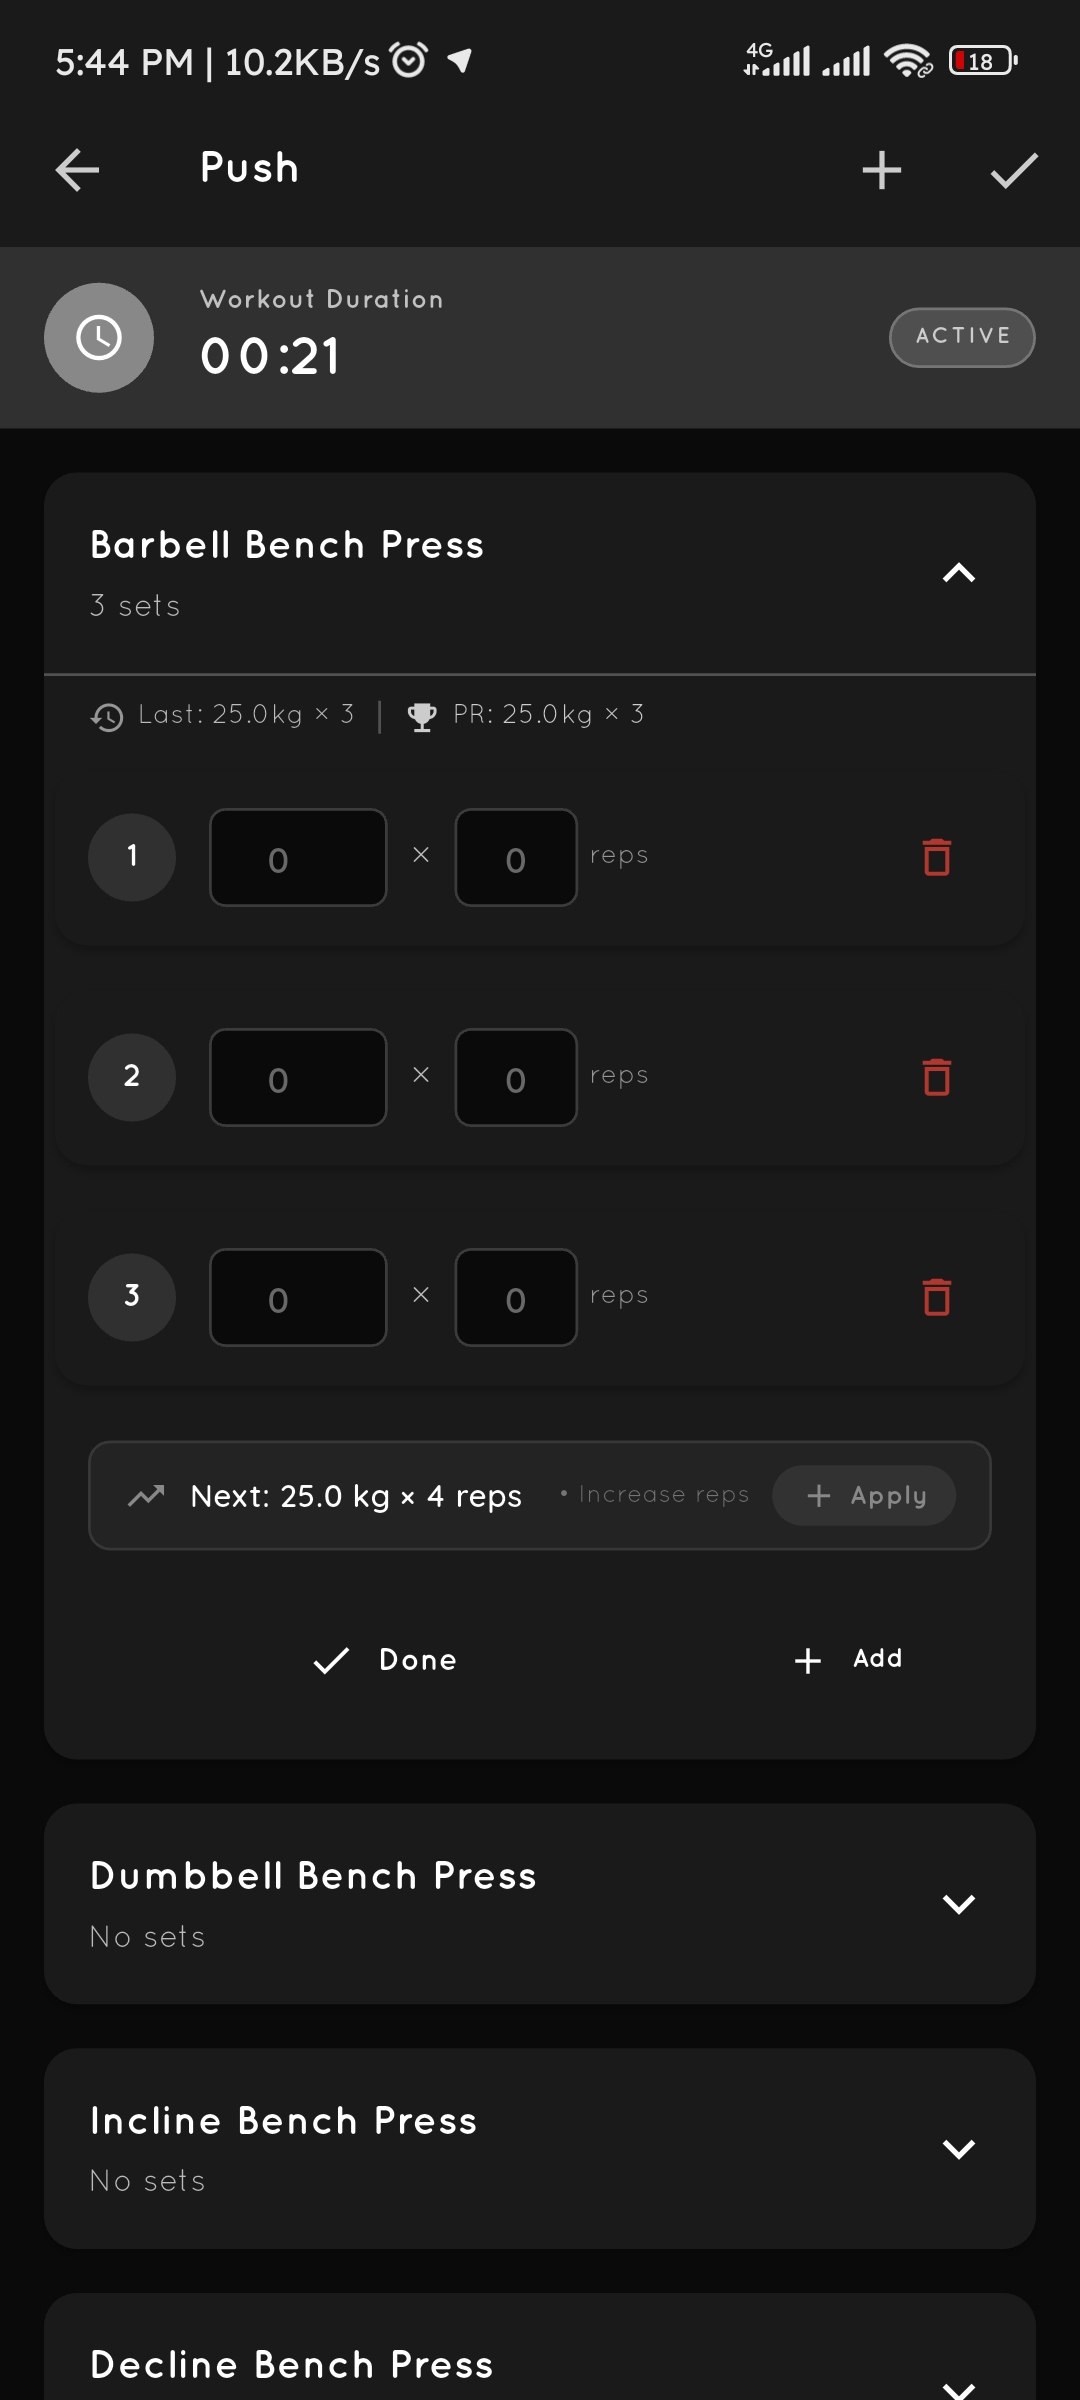 5:44 PM | 10.2KB/s 4G 18
Push
Workout Duration
00:21
ACTIVE
Barbell Bench Press
3 sets
Last: 25.0kg × 3 | PR: 25.0kg × 3
1 0 × 0 reps
2 0 × 0 reps
3 0 × 0 reps
Next: 25.0 kg × 4 reps • Increase reps + Apply
Done + Add
Dumbbell Bench Press
No sets
Incline Bench Press
No sets
Decline Bench Press